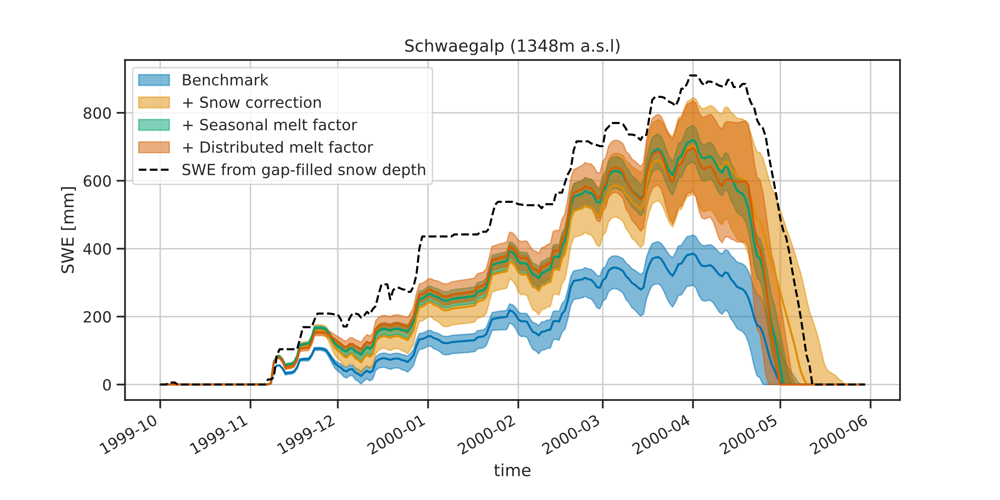 Schwaegalp (1348m a.s.l)
Benchmark
+ Snow correction
+ Seasonal melt factor
+ Distributed melt factor
SWE from gap-filled snow depth
SWE [mm]
800
600
400
200
0
1999-10
1999-11
1999-12
2000-01
2000-02
2000-03
2000-04
2000-05
2000-06
time